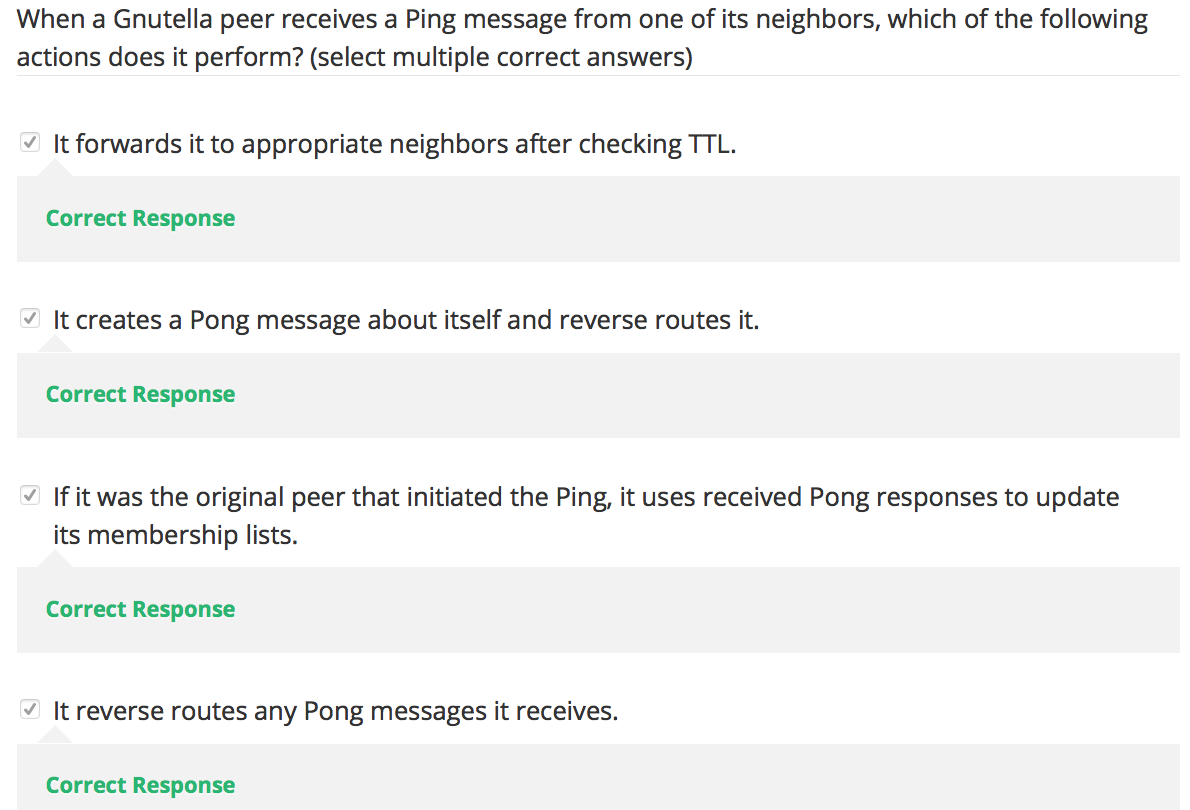 When a Gnutella peer receives a Ping message from one of its neighbors, which of the following
actions does it perform? (select multiple correct answers)
It forwards it to appropriate neighbors after checking TTL.
Correct Response
It creates a Pong message about itself and reverse routes it.
Correct Response
If it was the original peer that initiated the Ping, it uses received Pong responses to update
its membership lists.
Correct Response
It reverse routes any Pong messages it receives.
Correct Response